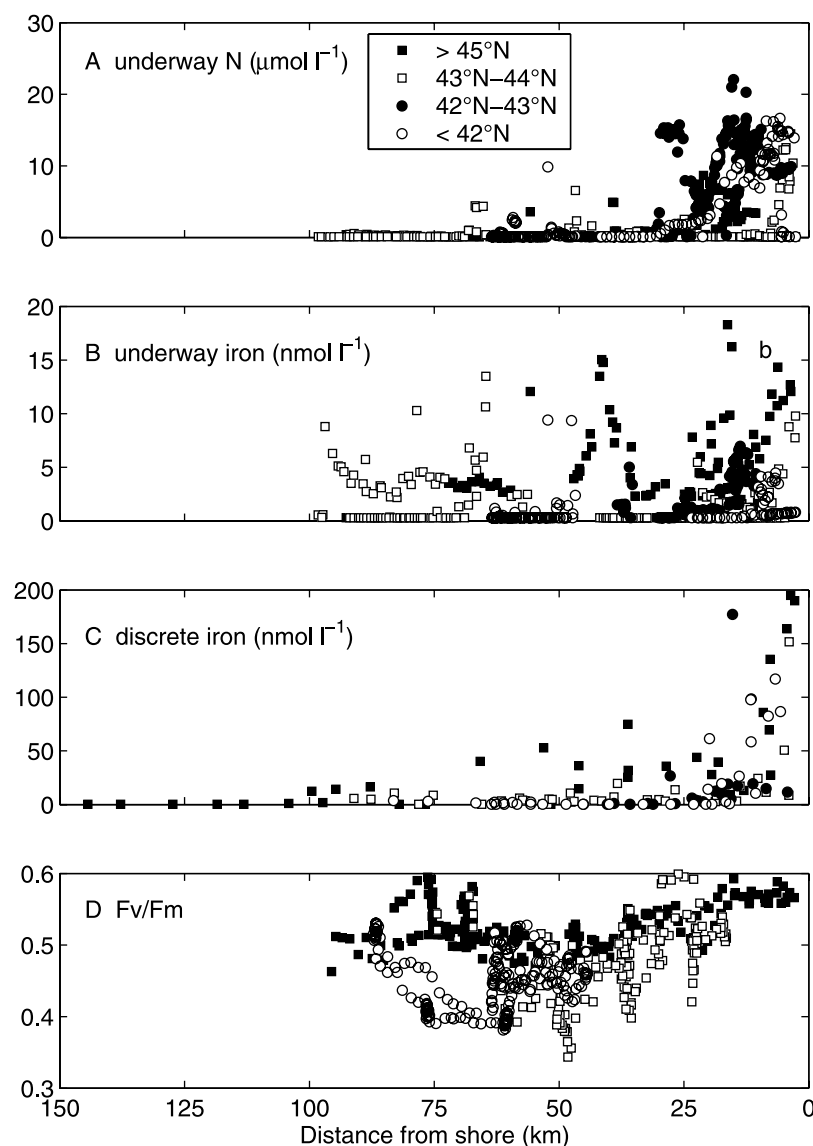 A underway N (μmol l⁻¹)
> 45°N
43°N–44°N
42°N–43°N
< 42°N
30
20
10
0
B underway iron (nmol l⁻¹)
b
20
15
10
5
0
C discrete iron (nmol l⁻¹)
200
150
100
50
0
D Fv/Fm
0.6
0.5
0.4
0.3
150 125 100 75 50 25 0
Distance from shore (km)